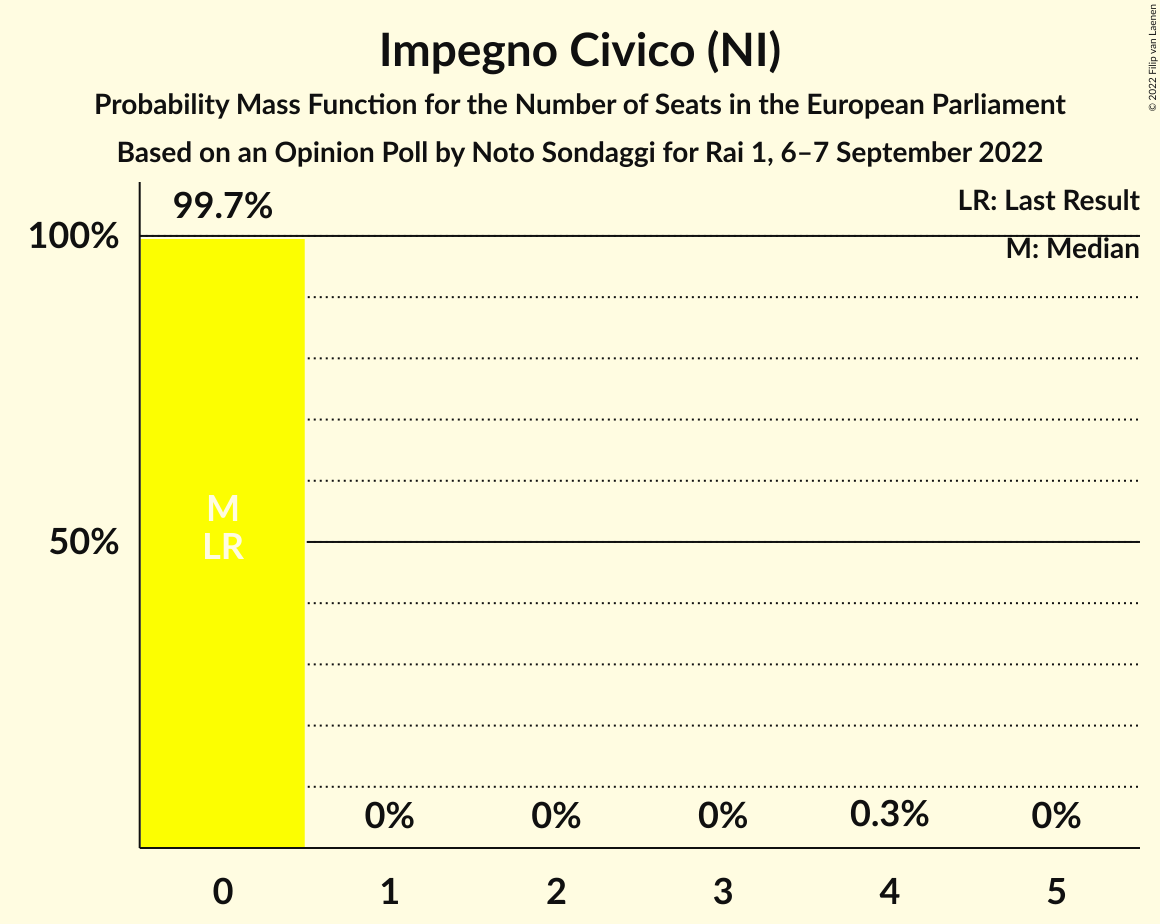 Impegno Civico (NI)
Probability Mass Function for the Number of Seats in the European Parliament
Based on an Opinion Poll by Noto Sondaggi for Rai 1, 6–7 September 2022
© 2022 Filip van Laenen
LR: Last Result
M: Median
99.7%
100%
50%
M
LR
0%
0%
0%
0.3%
0%
0
1
2
3
4
5